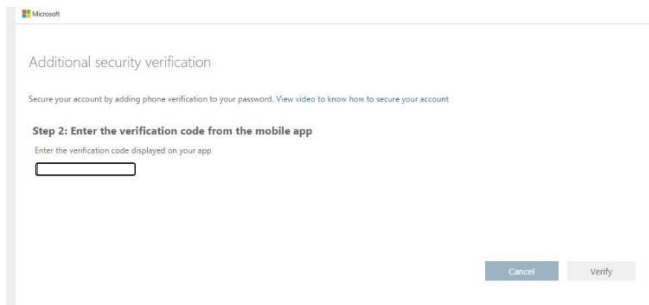 Microsoft
Additional security verification
Secure your account by adding phone verification to your password. View video to know how to secure your account
Step 2: Enter the verification code from the mobile app
Enter the verification code displayed on your app
Cancel Verify